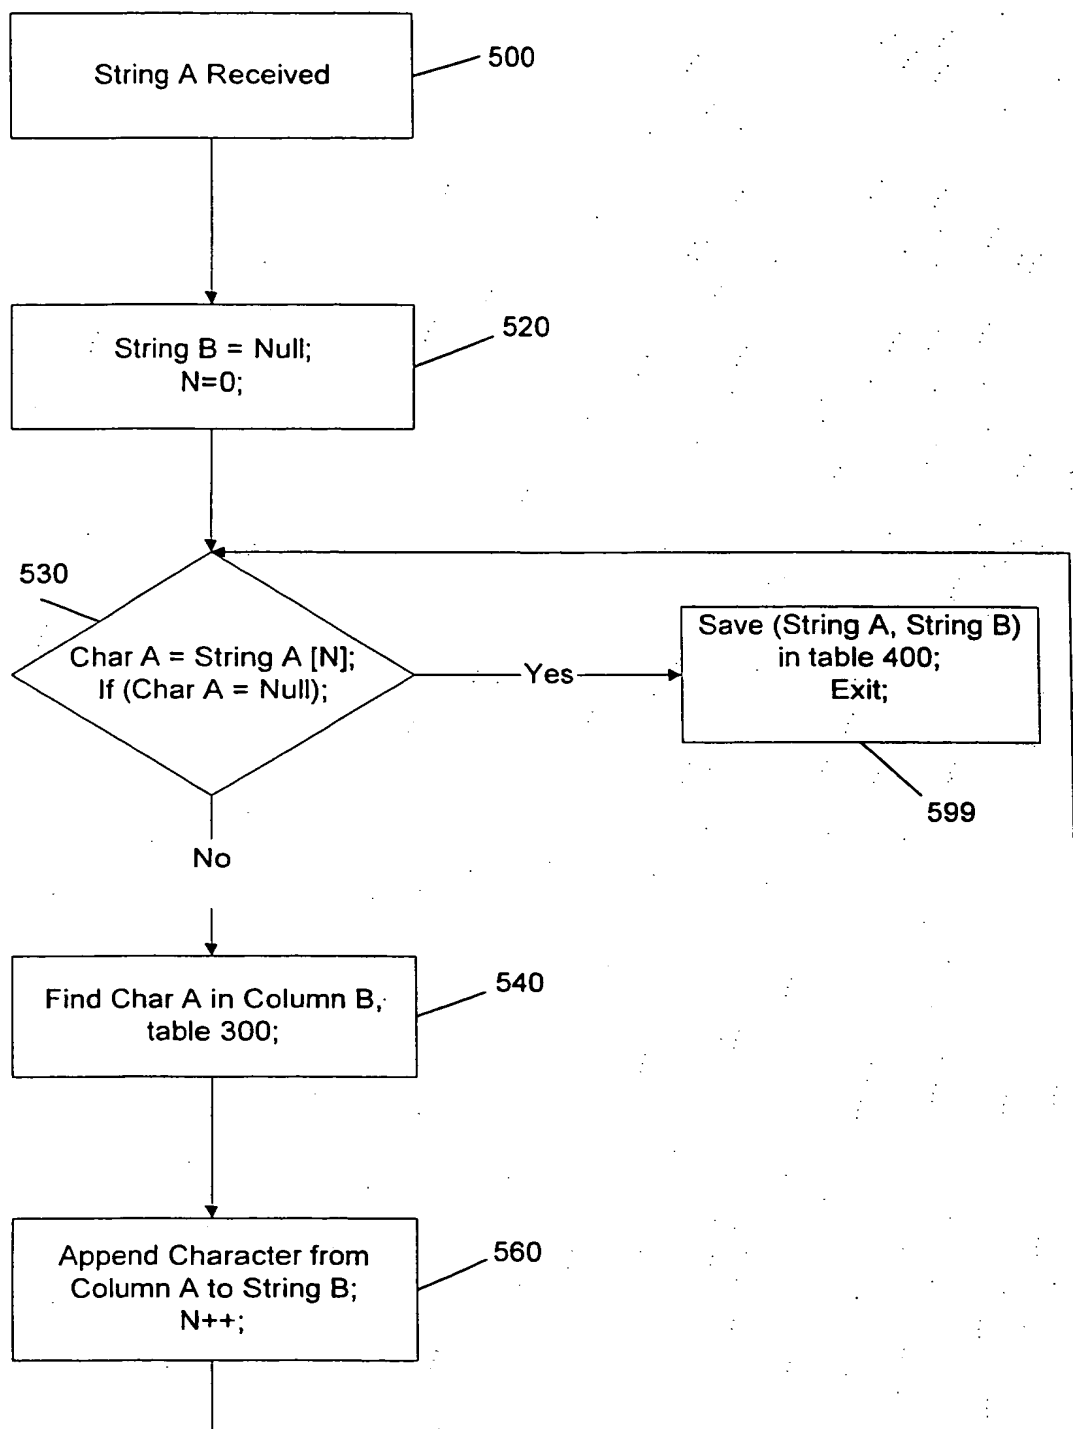 String A Received
500
String B = Null;
N=0;
520
530
Char A = String A [N];
If (Char A = Null);
Yes
Save (String A, String B)
in table 400;
Exit;
599
No
Find Char A in Column B,
table 300;
540
Append Character from
Column A to String B;
N++;
560